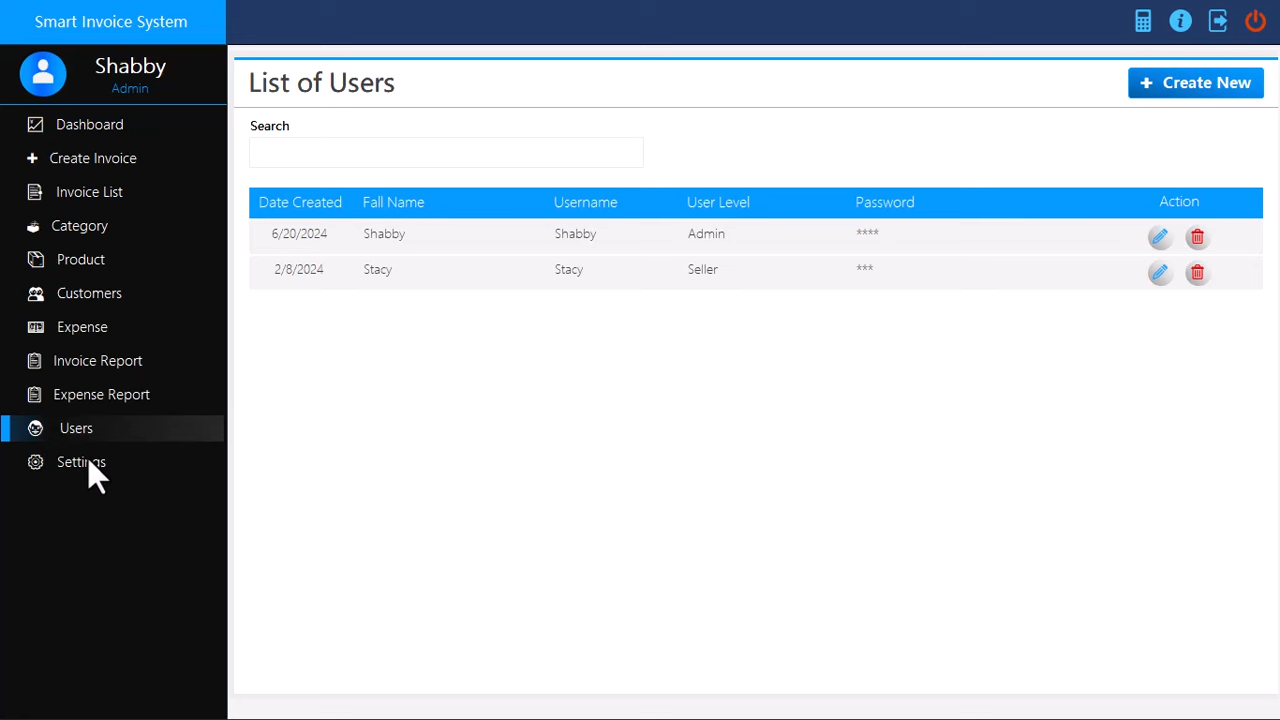 Smart Invoice System
Shabby
Admin
Dashboard
Create Invoice
Invoice List
Category
Product
Customers
Expense
Invoice Report
Expense Report
Users
Settings
List of Users
+ Create New
Search
Date Created Fall Name Username User Level Password Action
6/20/2024 Shabby Shabby Admin ****
2/8/2024 Stacy Stacy Seller ***